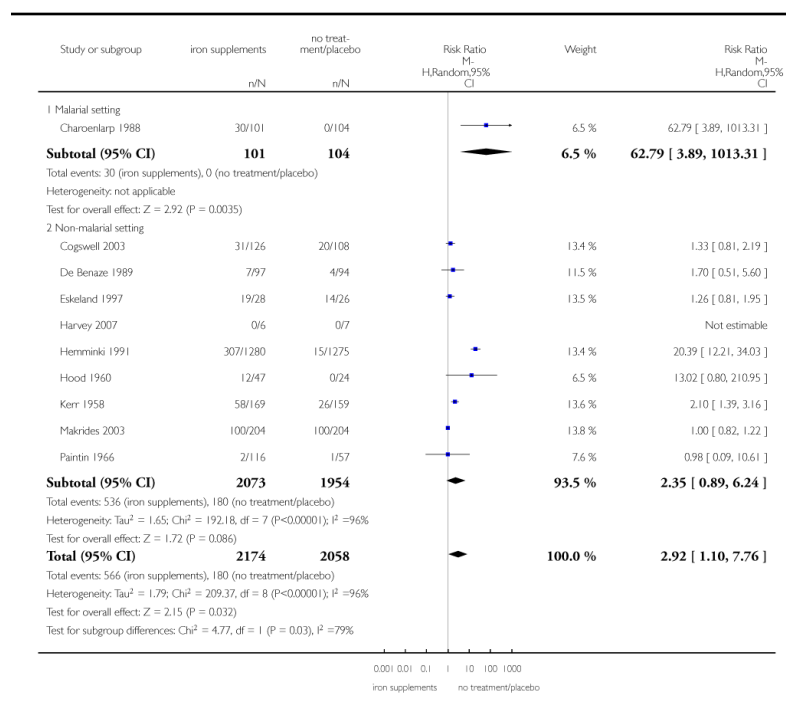 Study or subgroup iron supplements no treat-ment/placebo Risk Ratio Weight Risk Ratio
n/N n/N M-H,Random,95% CI M-H,Random,95% CI
1 Malarial setting
Charoenlarp 1988 30/101 0/104 6.5 % 62.79 [ 3.89, 1013.31 ]
Subtotal (95% CI) 101 104 6.5 % 62.79 [ 3.89, 1013.31 ]
Total events: 30 (iron supplements), 0 (no treatment/placebo)
Heterogeneity: not applicable
Test for overall effect: Z = 2.92 (P = 0.0035)
2 Non-malarial setting
Cogswell 2003 31/126 20/108 13.4 % 1.33 [ 0.81, 2.19 ]
De Benaze 1989 7/97 4/94 11.5 % 1.70 [ 0.51, 5.60 ]
Eskeland 1997 19/28 14/26 13.5 % 1.26 [ 0.81, 1.95 ]
Harvey 2007 0/6 0/7 Not estimable
Hemminki 1991 307/1280 15/1275 13.4 % 20.39 [ 12.21, 34.03 ]
Hood 1960 12/47 0/24 6.5 % 13.02 [ 0.80, 210.95 ]
Kerr 1958 58/169 26/159 13.6 % 2.10 [ 1.39, 3.16 ]
Makrides 2003 100/204 100/204 13.8 % 1.00 [ 0.82, 1.22 ]
Paintin 1966 2/116 1/57 7.6 % 0.98 [ 0.09, 10.61 ]
Subtotal (95% CI) 2073 1954 93.5 % 2.35 [ 0.89, 6.24 ]
Total events: 536 (iron supplements), 180 (no treatment/placebo)
Heterogeneity: Tau² = 1.65; Chi² = 192.18, df = 7 (P<0.00001); I² =96%
Test for overall effect: Z = 1.72 (P = 0.086)
Total (95% CI) 2174 2058 100.0 % 2.92 [ 1.10, 7.76 ]
Total events: 566 (iron supplements), 180 (no treatment/placebo)
Heterogeneity: Tau² = 1.79; Chi² = 209.37, df = 8 (P<0.00001); I² =96%
Test for overall effect: Z = 2.15 (P = 0.032)
Test for subgroup differences: Chi² = 4.77, df = 1 (P = 0.03), I² =79%
0.001 0.01 0.1 1 10 100 1000
iron supplements no treatment/placebo